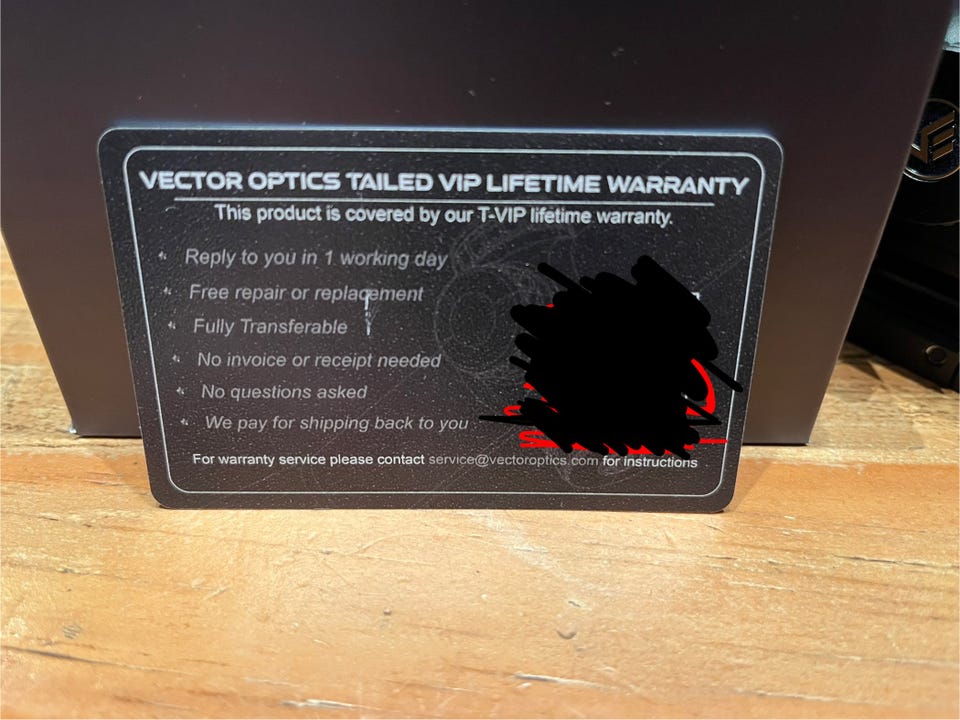 VECTOR OPTICS TAILED VIP LIFETIME WARRANTY
This product is covered by our T-VIP lifetime warranty.
Reply to you in 1 working day
Free repair or replacement
Fully Transferable
No invoice or receipt needed
No questions asked
We pay for shipping back to you
For warranty service please contact service@vectoroptics.com for instructions